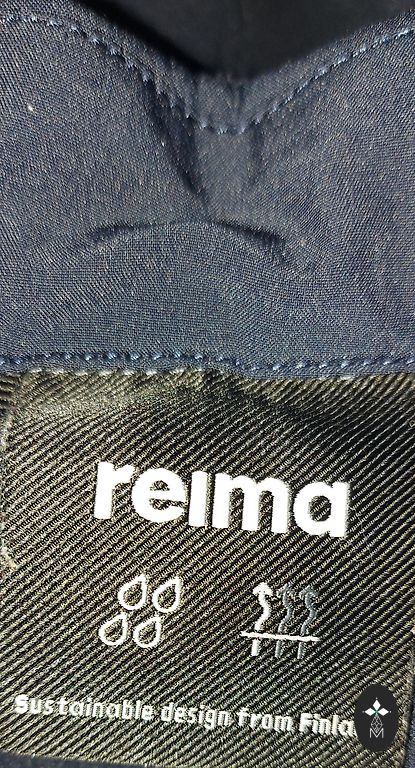 reima
Sustainable design from Finla
M